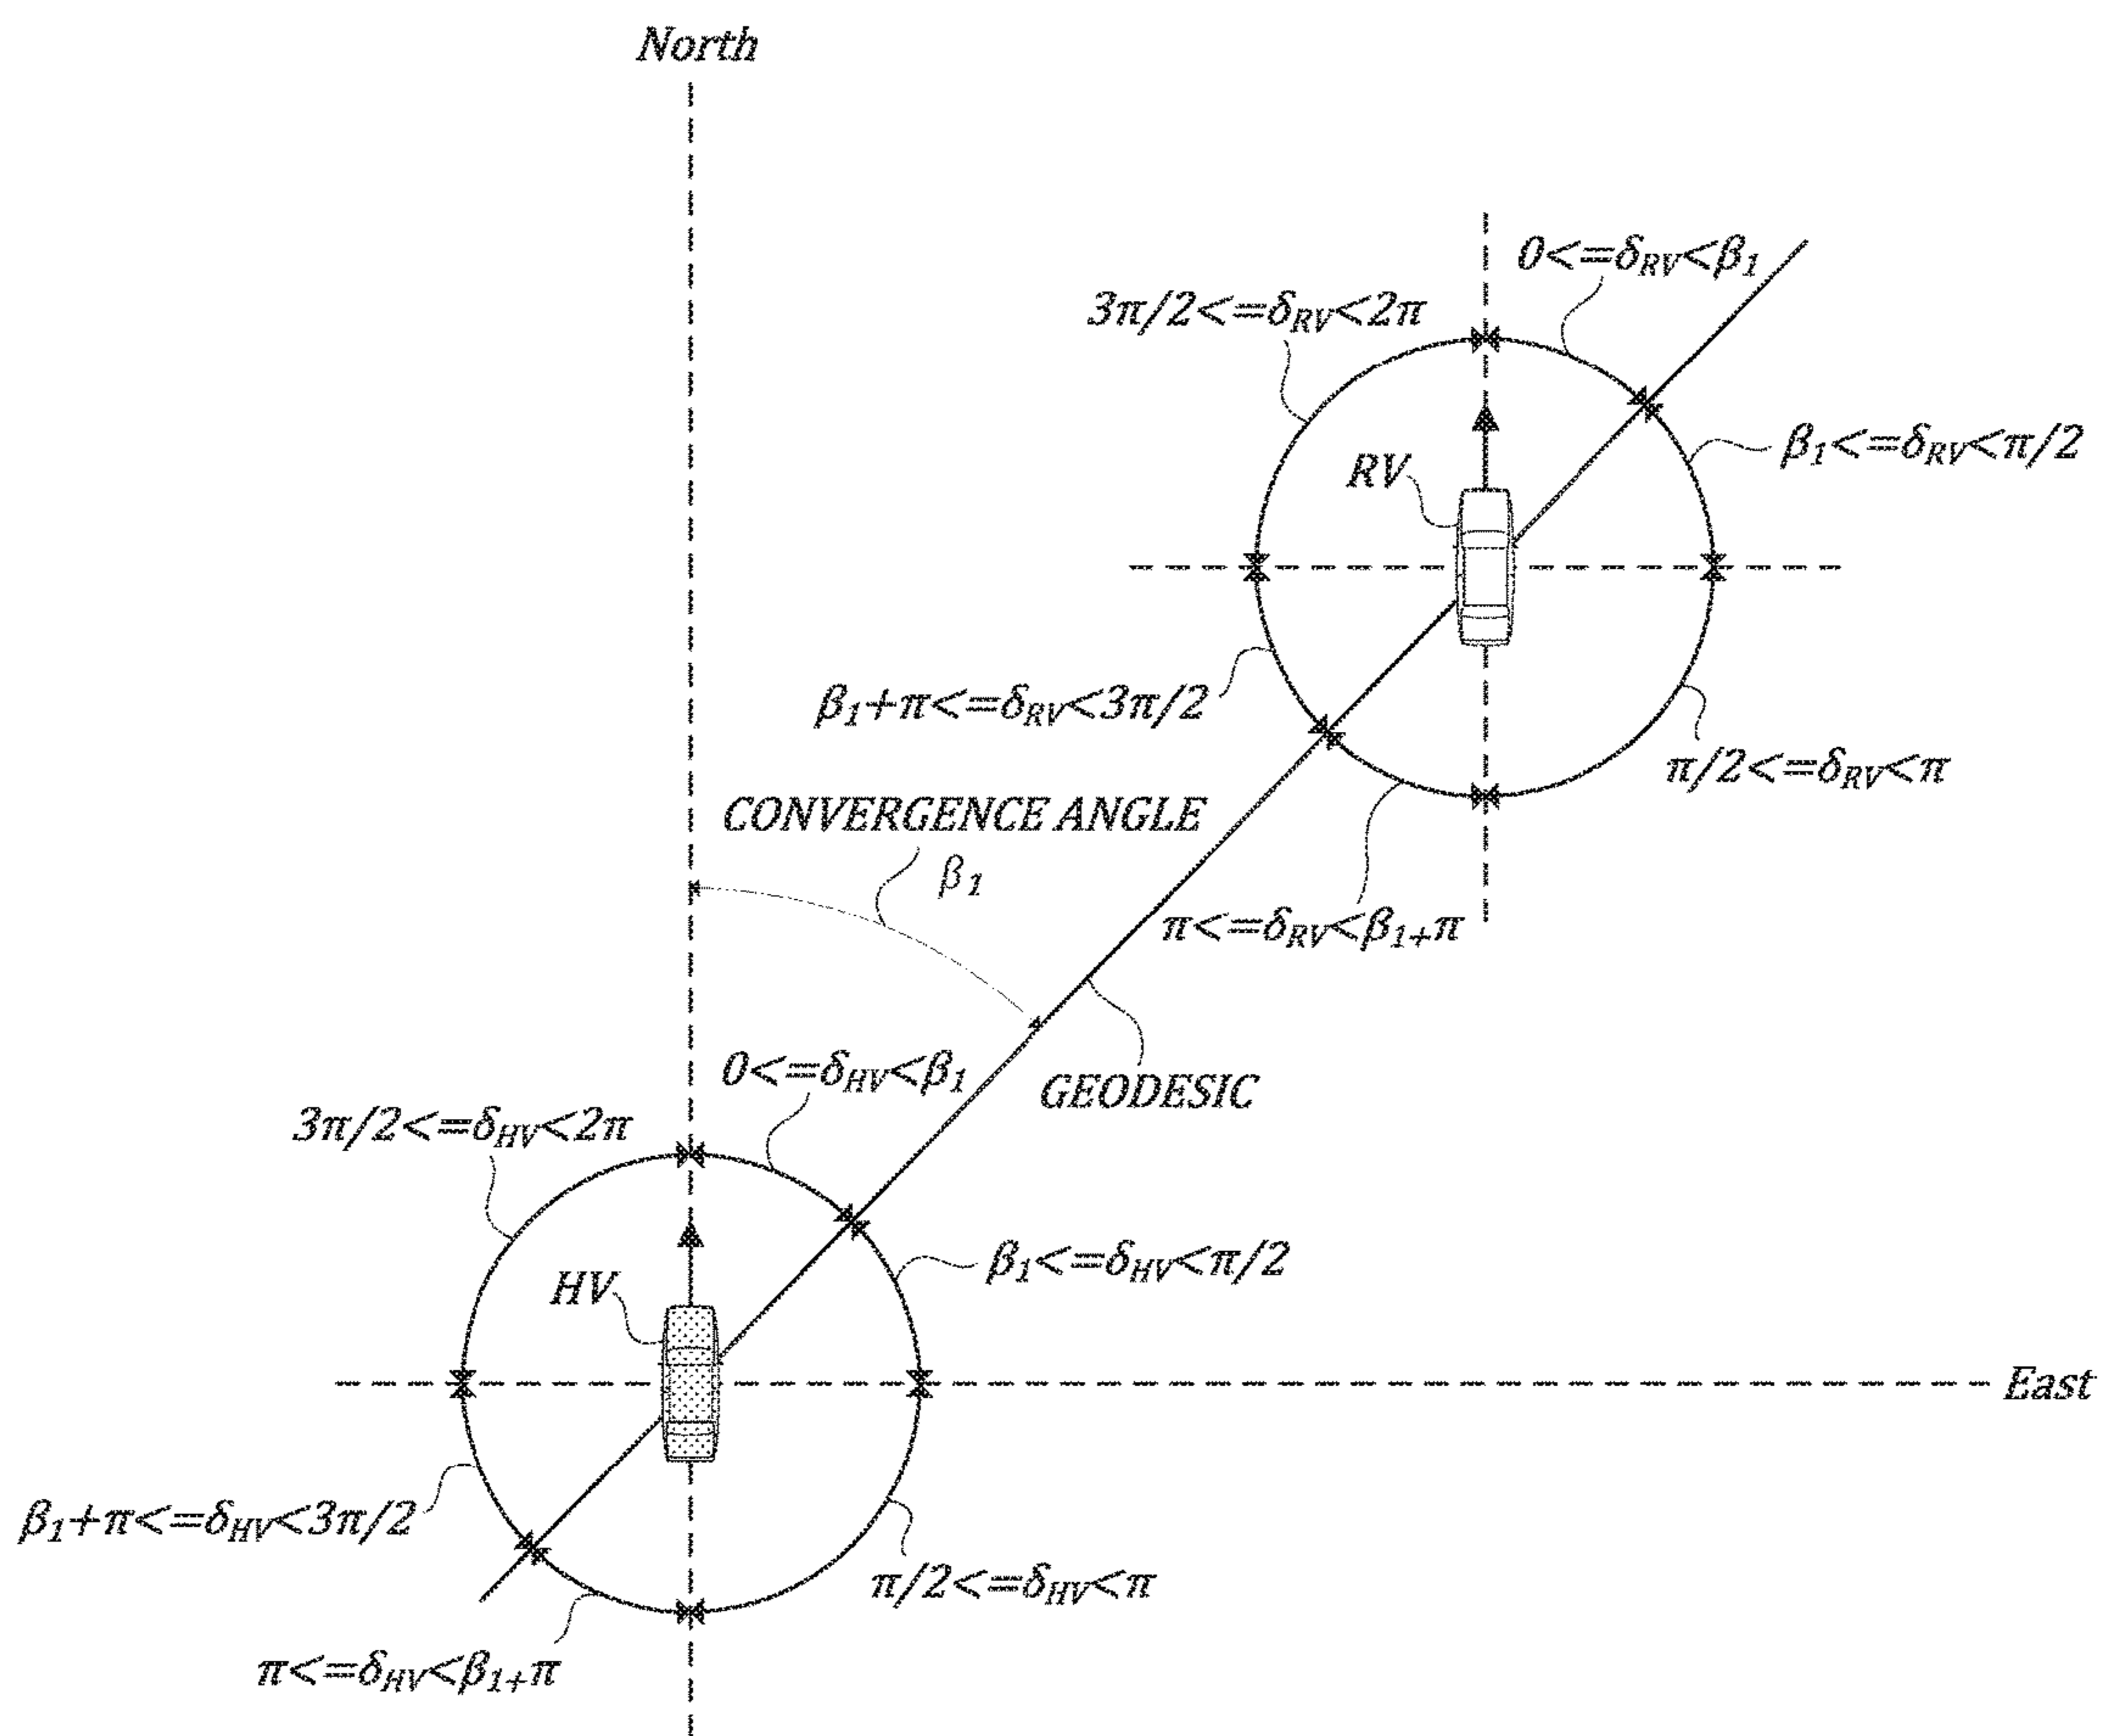 North
0<=δRV<β1
3π/2<=δRV<2π
β1<=δRV<π/2
RV
β1+π<=δRV<3π/2
π/2<=δRV<π
CONVERGENCE ANGLE
β1
π<=δRV<β1+π
0<=δHV<β1
GEODESIC
3π/2<=δHV<2π
β1<=δHV<π/2
HV
East
β1+π<=δHV<3π/2
π/2<=δHV<π
π<=δHV<β1+π